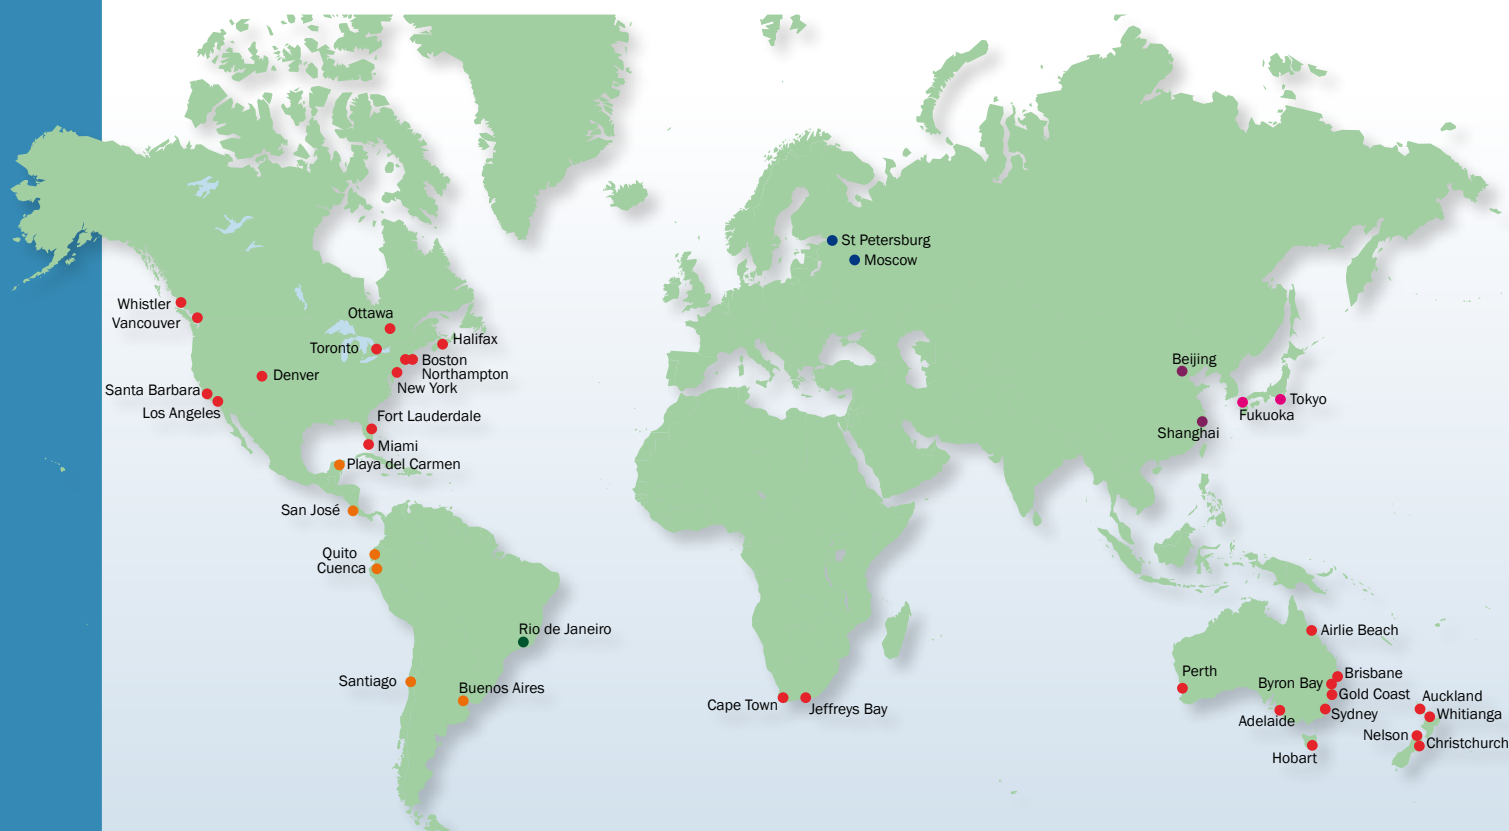 St Petersburg
Moscow
Whistler
Vancouver
Ottawa
Halifax
Toronto
Boston
Northampton
New York
Denver
Santa Barbara
Los Angeles
Fort Lauderdale
Miami
Playa del Carmen
San José
Quito
Cuenca
Rio de Janeiro
Santiago
Buenos Aires
Cape Town
Jeffreys Bay
Beijing
Tokyo
Fukuoka
Shanghai
Airlie Beach
Perth
Brisbane
Byron Bay
Gold Coast
Sydney
Adelaide
Hobart
Auckland
Whitianga
Nelson
Christchurch